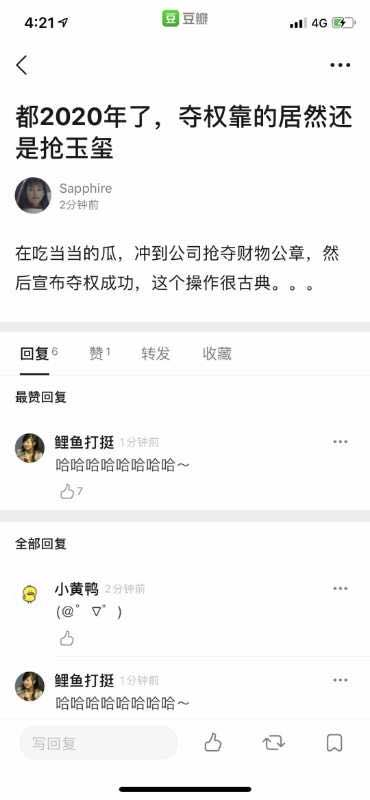 4:21
豆 豆瓣
4G
都2020年了，夺权靠的居然还
是抢玉玺
Sapphire
2分钟前
在吃当当的瓜，冲到公司抢夺财物公章，然
后宣布夺权成功，这个操作很古典。。。
回复 6 赞 1 转发 收藏
最赞回复
鲤鱼打挺 1分钟前
哈哈哈哈哈哈哈哈～
7
全部回复
小黄鸭 2分钟前
(@°▽°)
鲤鱼打挺 1分钟前
哈哈哈哈哈哈哈哈～
写回复